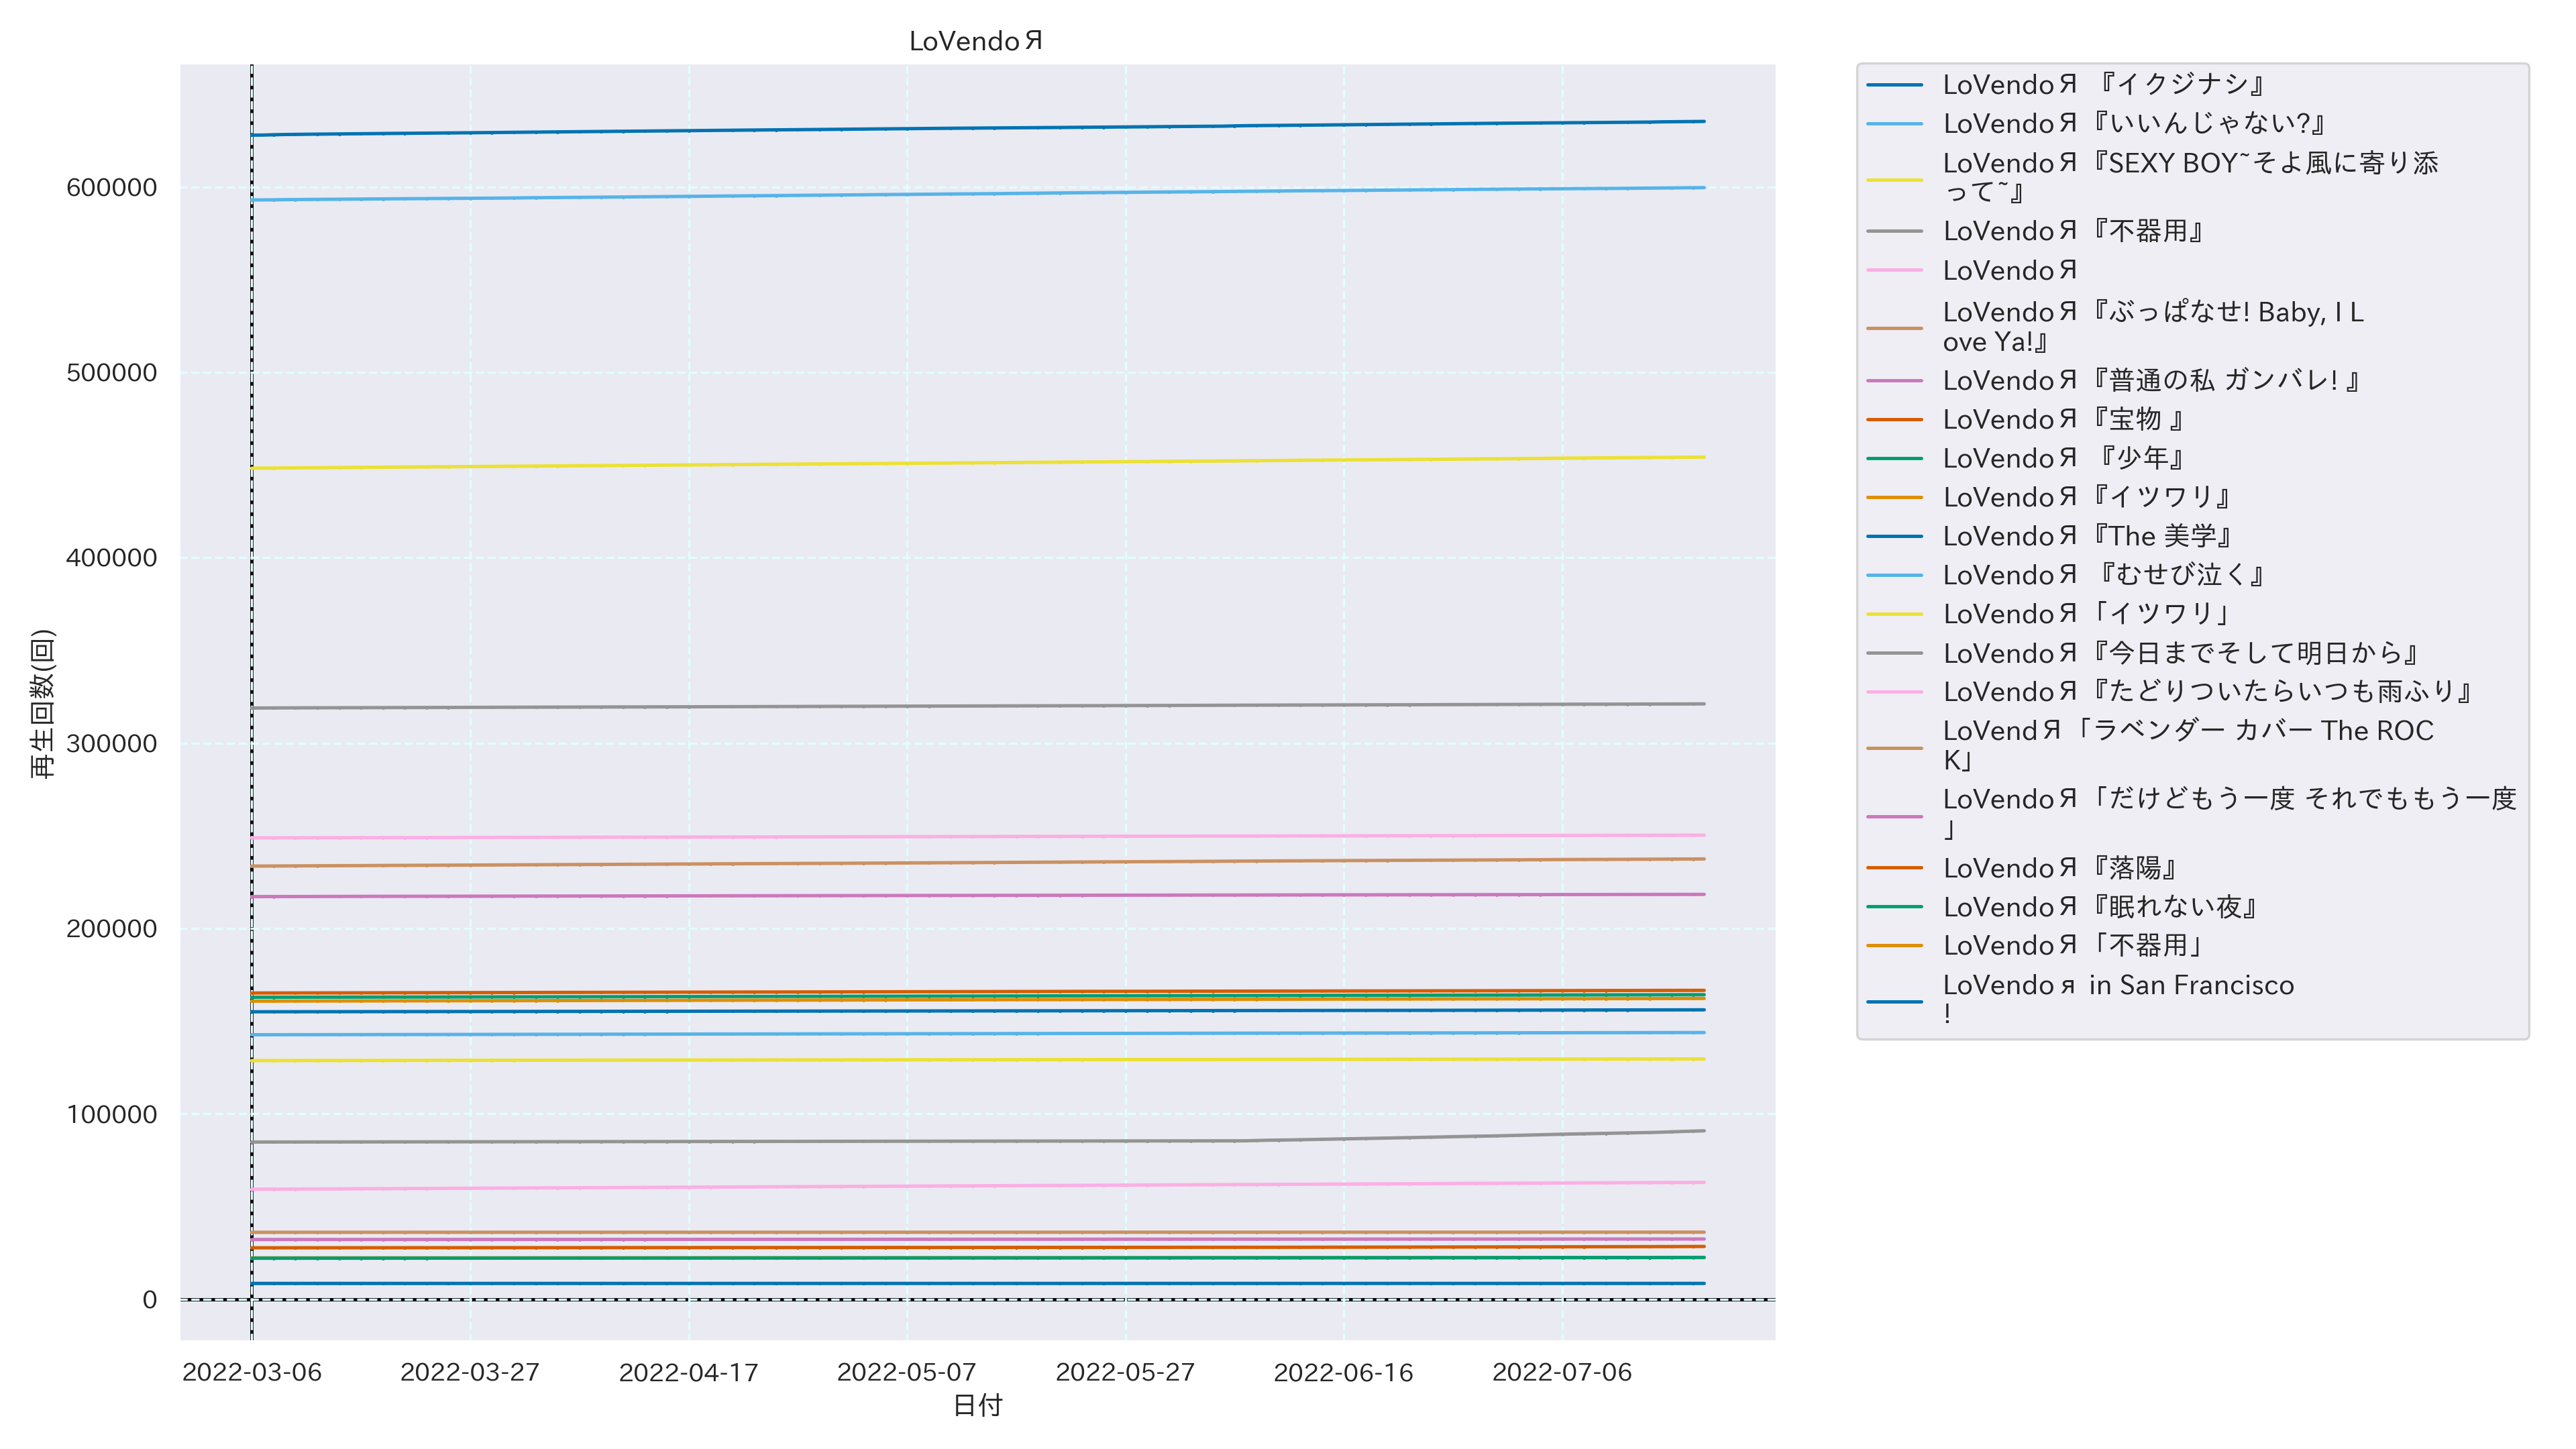 LoVendoЯ
再生回数(回)
600000
500000
400000
300000
200000
100000
0
2022-03-06
2022-03-27
2022-04-17
2022-05-07
2022-05-27
2022-06-16
2022-07-06
日付
LoVendoЯ 『イクジナシ』
LoVendoЯ『いいんじゃない?』
LoVendoЯ『SEXY BOY~そよ風に寄り添
って~』
LoVendoЯ『不器用』
LoVendoЯ
LoVendoЯ『ぶっぱなせ! Baby, I L
ove Ya!』
LoVendoЯ『普通の私 ガンバレ! 』
LoVendoЯ『宝物 』
LoVendoЯ 『少年』
LoVendoЯ『イツワリ』
LoVendoЯ『The 美学』
LoVendoЯ 『むせび泣く』
LoVendoЯ「イツワリ」
LoVendoЯ『今日までそして明日から』
LoVendoЯ『たどりついたらいつも雨ふり』
LoVendЯ「ラベンダー カバー The ROC
K」
LoVendoЯ「だけどもう一度 それでももう一度
」
LoVendoЯ『落陽』
LoVendoЯ『眠れない夜』
LoVendoЯ「不器用」
LoVendoя in San Francisco
!